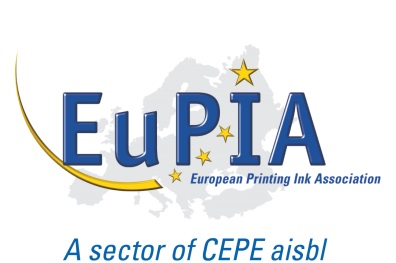 EuPIA
European Printing Ink Association
A sector of CEPE aisbl